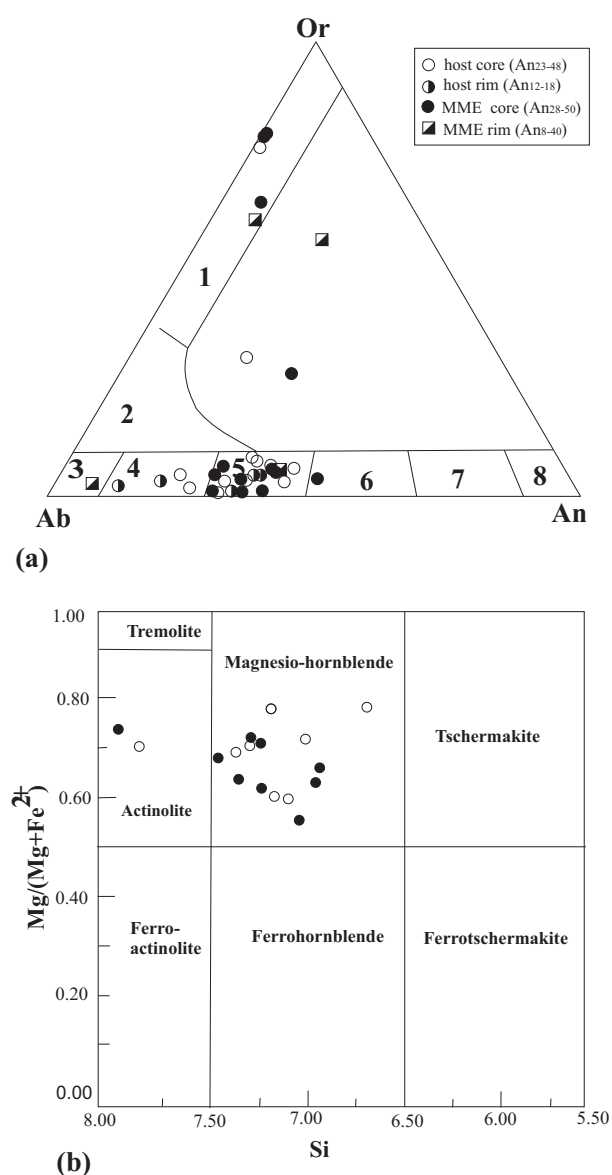 Or
host core (An23-48)
host rim (An12-18)
MME core (An28-50)
MME rim (An8-40)
1
2
3 4 5 6 7 8
Ab An
(a)
1.00
0.80
0.60
0.40
0.20
0.00
Mg/(Mg+Fe2+
Tremolite
Magnesio-hornblende
Tschermakite
Actinolite
Ferro-
actinolite
Ferrohornblende
Ferrotschermakite
8.00 7.50 7.00 6.50 6.00 5.50
Si
(b)